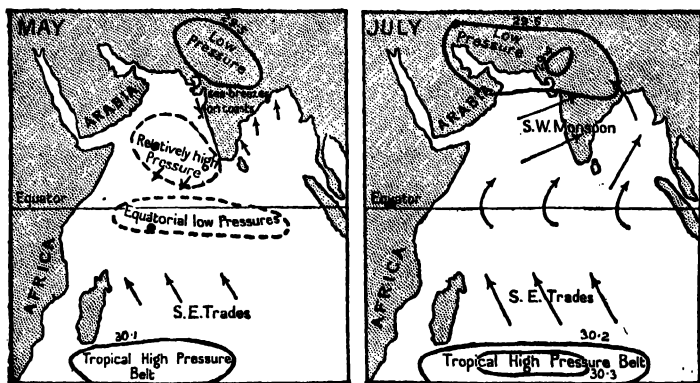 MAY
29.5
Low
Pressure
ARABIA
Sea-breezes
on coasts
Relatively high
Pressure
Equator
Equatorial low Pressures
AFRICA
S.E. Trades
30.1
Tropical High Pressure
Belt
JULY
29.5
Low
Pressure
ARABIA
S.W. Monsoon
Equator
AFRICA
S. E. Trades
30.2
Tropical High Pressure Belt
30.3